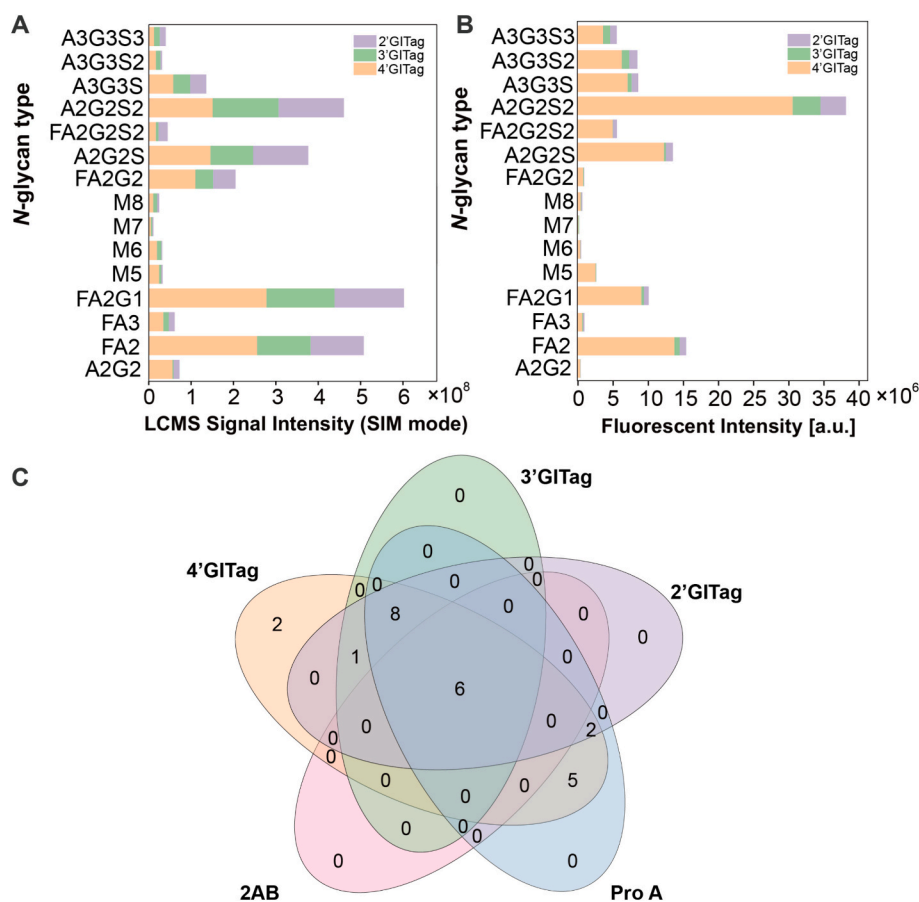 A
N-glycan type
A3G3S3
A3G3S2
A3G3S
A2G2S2
FA2G2S2
A2G2S
FA2G2
M8
M7
M6
M5
FA2G1
FA3
FA2
A2G2
2'GlTag
3'GlTag
4'GlTag
0 1 2 3 4 5 6 ×10⁸
LCMS Signal Intensity (SIM mode)
B
N-glycan type
A3G3S3
A3G3S2
A3G3S
A2G2S2
FA2G2S2
A2G2S
FA2G2
M8
M7
M6
M5
FA2G1
FA3
FA2
A2G2
2'GlTag
3'GlTag
4'GlTag
0 5 10 15 20 25 30 35 40 ×10⁶
Fluorescent Intensity [a.u.]
C
3'GlTag
0
4'GlTag
0
0
2'GlTag
0 0
0
0
2
8
0
0
0
1
0
0
6
0
0
0
0
2
0
0
0
5
0
0
0
0
0
0
0
0
2AB
Pro A